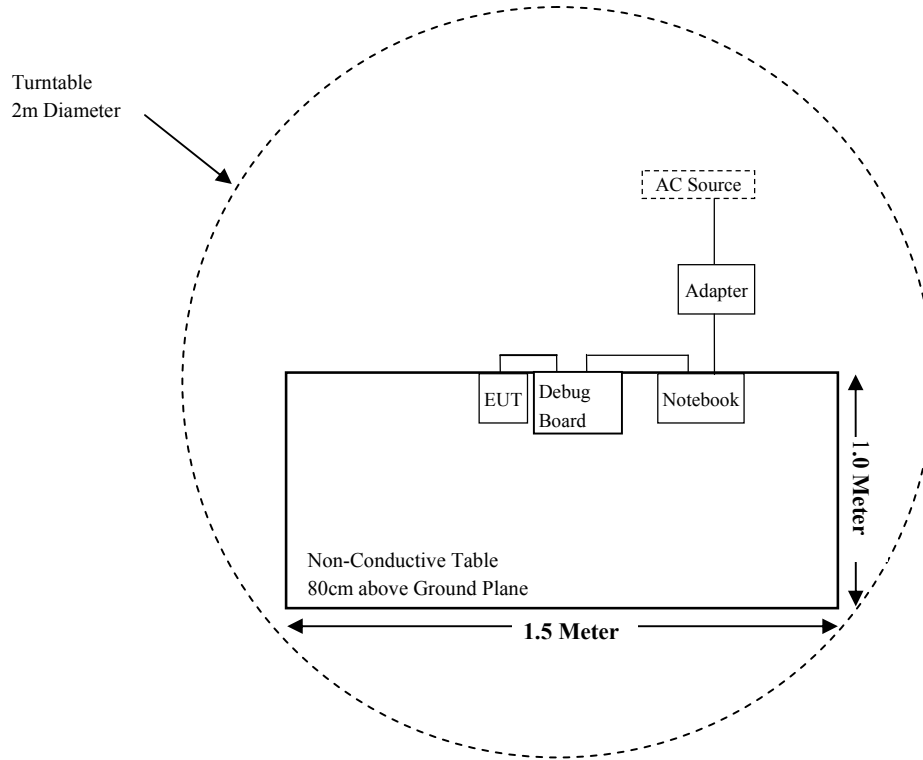 Turntable
2m Diameter
AC Source
Adapter
EUT
Debug
Board
Notebook
1.0 Meter
Non-Conductive Table
80cm above Ground Plane
1.5 Meter